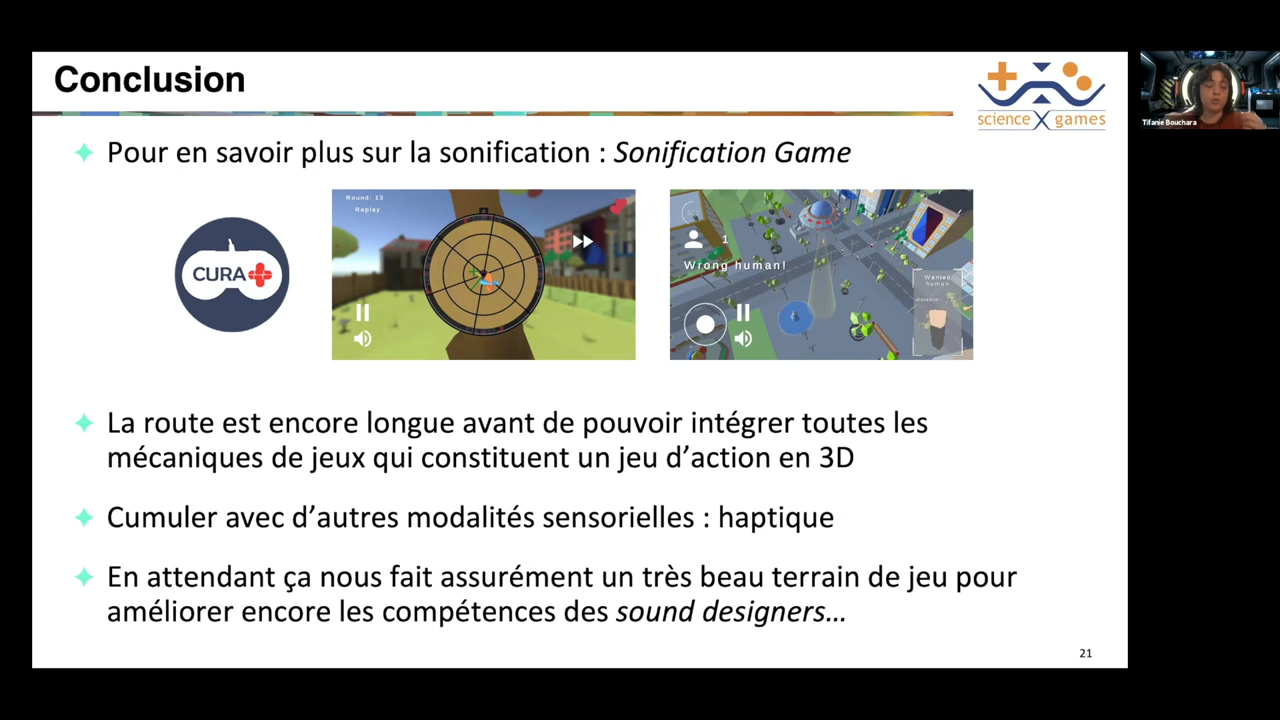 Conclusion
science X games
Tifanie Bouchara
Pour en savoir plus sur la sonification : Sonification Game
CURA
Round: 13
Replay
1
Wrong human!
Wanted
human
distance:
La route est encore longue avant de pouvoir intégrer toutes les
mécaniques de jeux qui constituent un jeu d’action en 3D
Cumuler avec d’autres modalités sensorielles : haptique
En attendant ça nous fait assurément un très beau terrain de jeu pour
améliorer encore les compétences des sound designers…
21